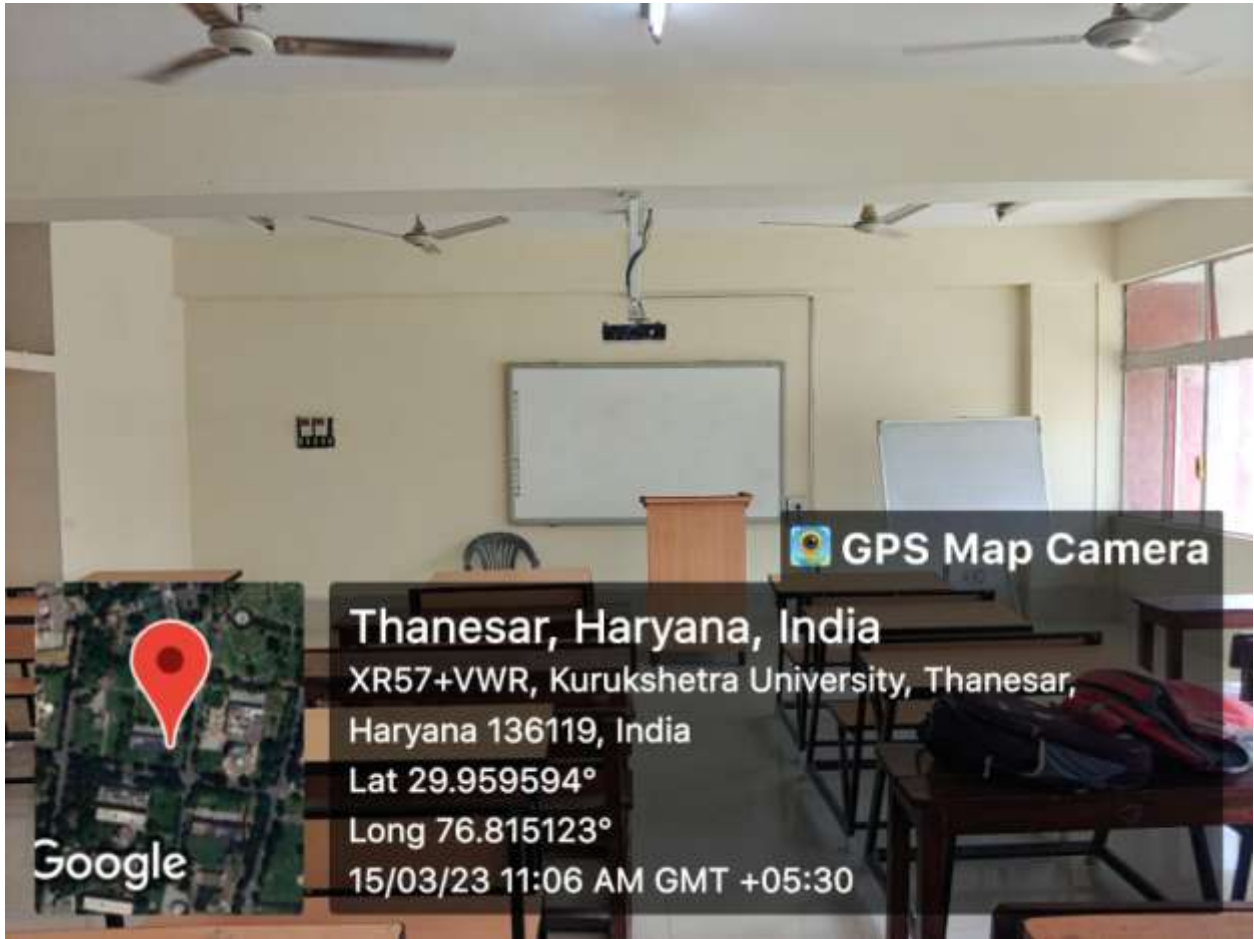 GPS Map Camera
Thanesar, Haryana, India
XR57+VWR, Kurukshetra University, Thanesar,
Haryana 136119, India
Lat 29.959594°
Long 76.815123°
15/03/23 11:06 AM GMT +05:30
Google